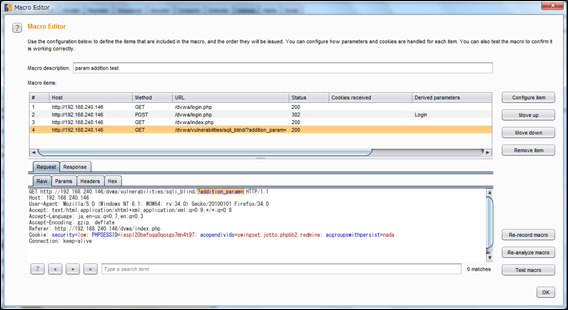 Macro Editor
Macro Editor
Use the configuration below to define the items that are included in the macro, and the order they will be issued. You can configure how parameters and cookies are handled for each item. You can also test the macro to confirm it
is working correctly.
Macro description: param addition test
Macro items:
# Host Method URL Status Cookies received Derived parameters
1 http://192.168.240.146 GET /dvwa/login.php 200
2 http://192.168.240.146 POST /dvwa/login.php 302 Login
3 http://192.168.240.146 GET /dvwa/index.php 200
4 http://192.168.240.146 GET /dvwa/vulnerabilities/sqli_blind/?addition_param= 200
Configure item
Move up
Move down
Remove item
Request Response
Raw Params Headers Hex
GET http://192.168.240.146/dvwa/vulnerabilities/sqli_blind/?addition_param= HTTP/1.1
Host: 192.168.240.146
User-Agent: Mozilla/5.0 (Windows NT 6.1; WOW64; rv:34.0) Gecko/20100101 Firefox/34.0
Accept: text/html,application/xhtml+xml,application/xml;q=0.9,*/*;q=0.8
Accept-Language: ja,en-us;q=0.7,en;q=0.3
Accept-Encoding: gzip, deflate
Referer: http://192.168.240.146/dvwa/index.php
Cookie: security=low; acopendivids=swingset,jotto,phpbb2,redmine; acgroupswithpersist=nada
Connection: keep-alive
Re-record macro
Re-analyze macro
Test macro
? < + > Type a search term 0 matches
OK